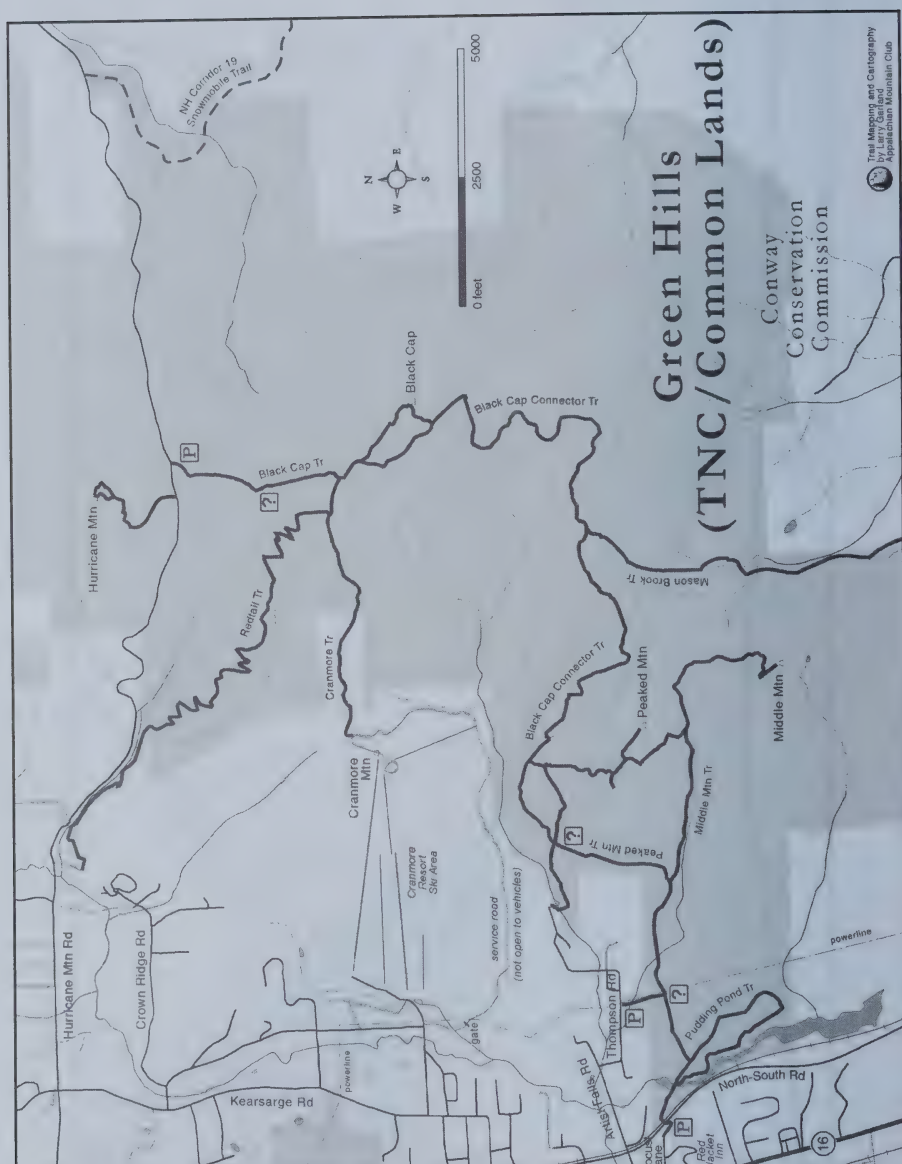 NH Corridor 19
Snowmobile Trail
Hurricane Mtn
P
Black Cap Tr
?
Redtail Tr
Black Cap
Black Cap Connector Tr
N
W
E
S
0 feet
2500
5000
Hurricane Mtn Rd
Crown Ridge Rd
Cranmore Tr
Cranmore
Mtn
Cranmore
Resort
Ski Area
service road
(not open to vehicles)
Kearsarge Rd
powerline
gate
Black Cap Connector Tr
Peaked Mtn
Mason Brook Tr
?
Peaked Mtn Tr
Middle Mtn Tr
Middle Mtn
Thompson Rd
P
?
Artist Falls Rd
Pudding Pond Tr
powerline
North-South Rd
P
Red
Jacket
Inn
16
Green Hills
(TNC/Common Lands)
Conway
Conservation
Commission
Trail Mapping and Cartography
by Larry Garland
Appalachian Mountain Club